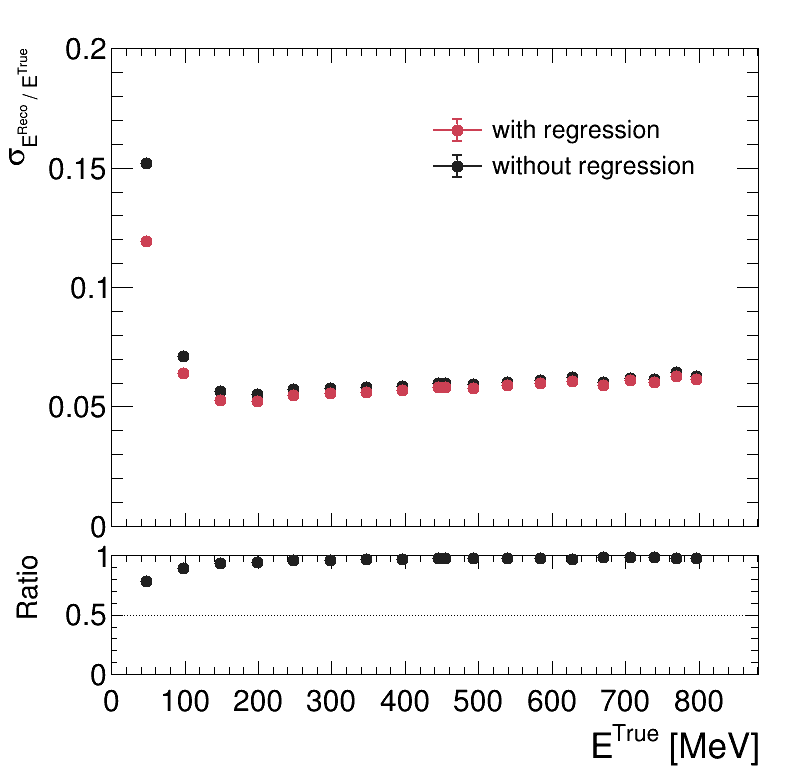 0.2
σ E^Reco / E^True
with regression
without regression
0.15
0.1
0.05
0
1
Ratio
0.5
0
0 100 200 300 400 500 600 700 800
E^True [MeV]